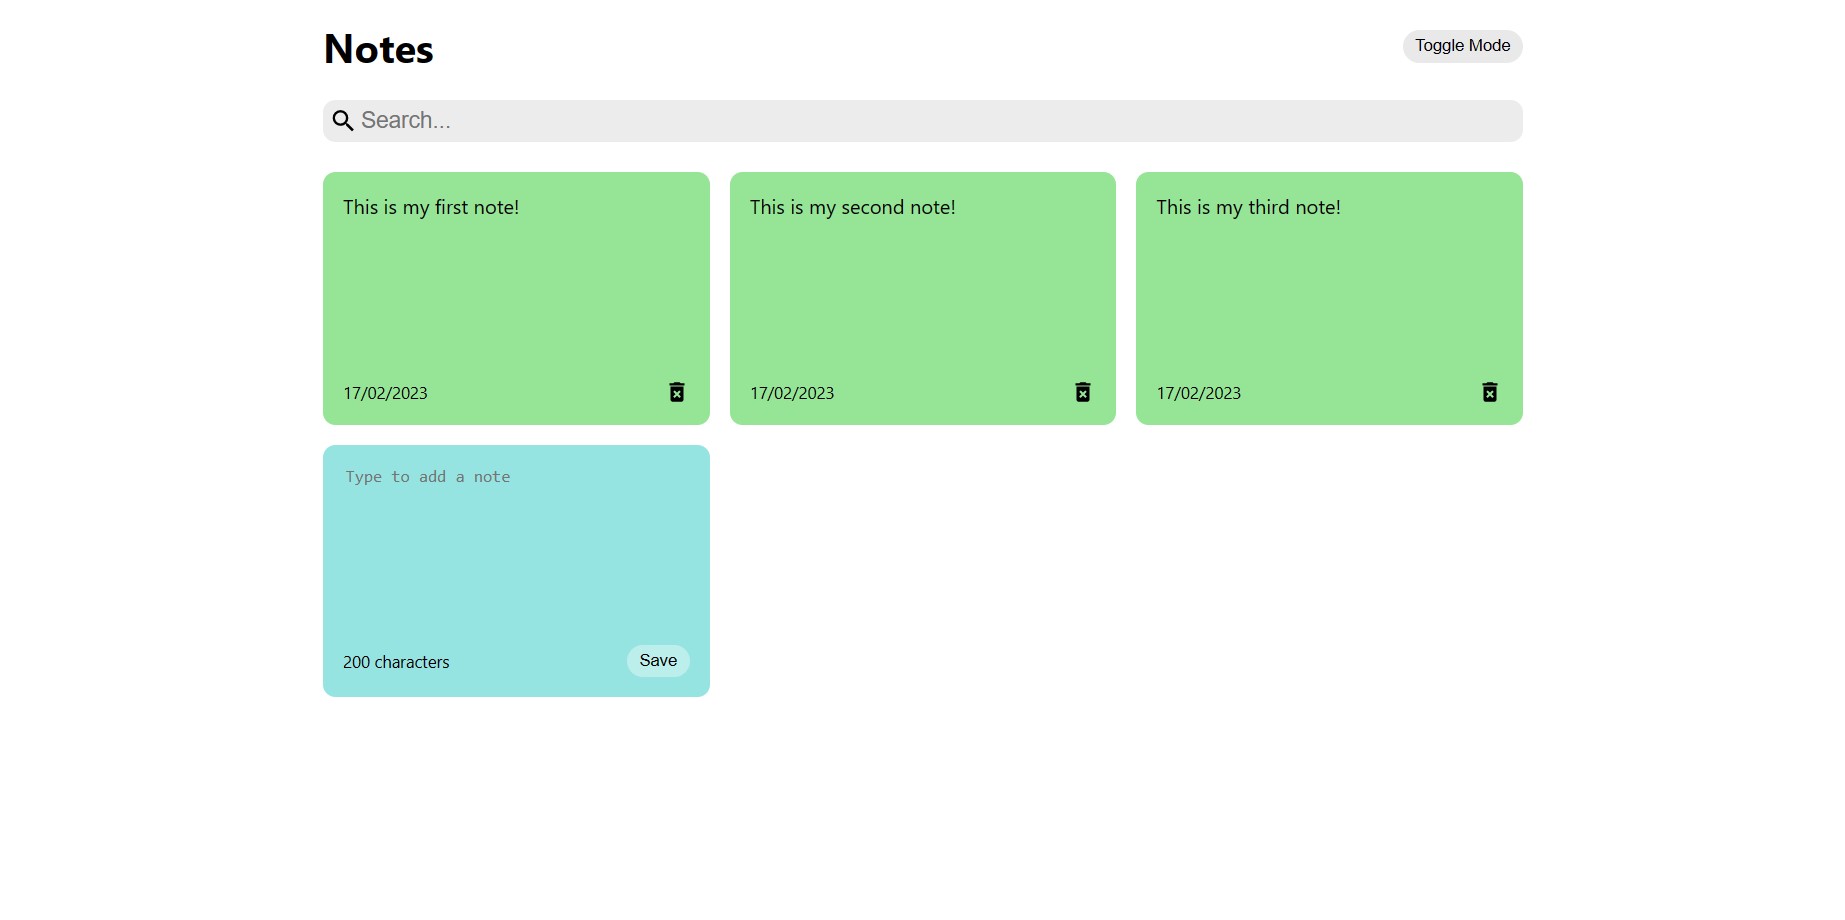 Notes
Toggle Mode
Search...
This is my first note!
This is my second note!
This is my third note!
17/02/2023
17/02/2023
17/02/2023
Type to add a note
200 characters
Save